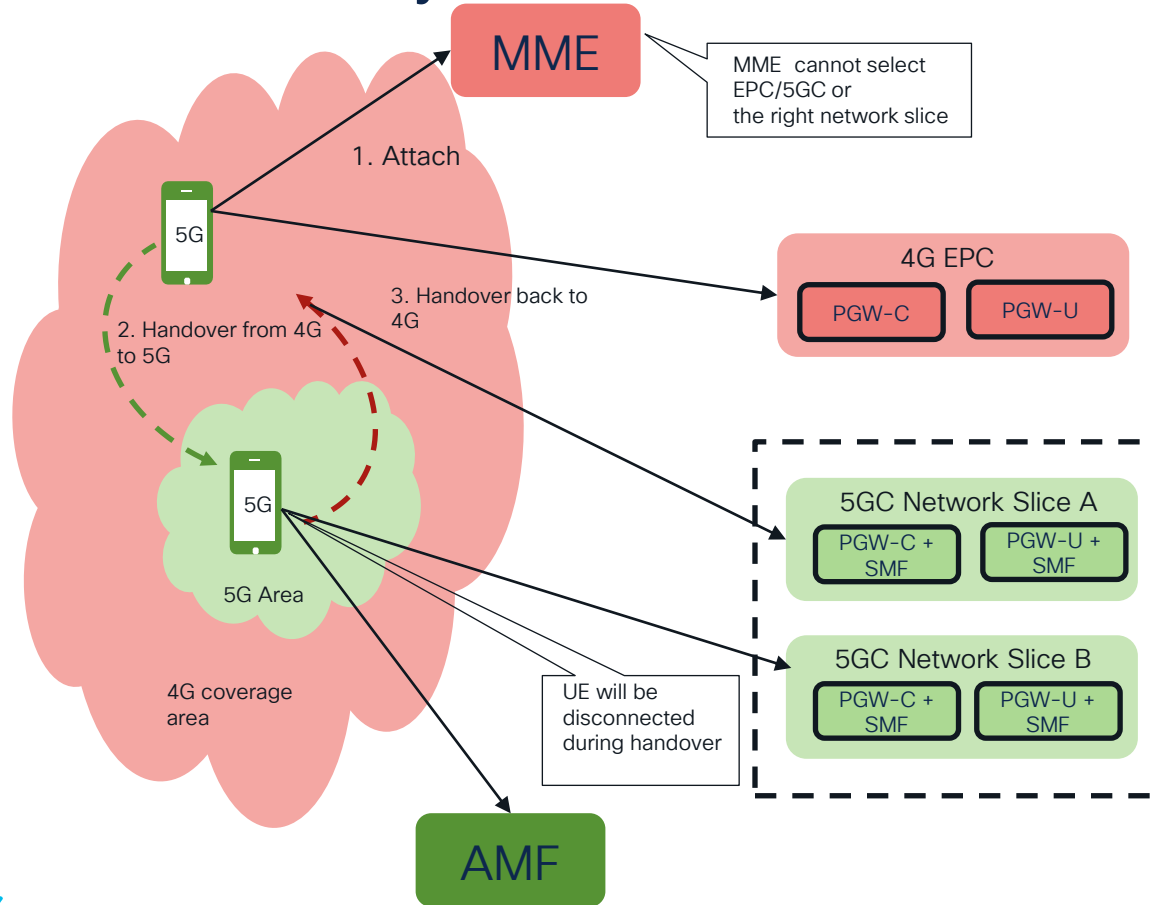 MME
MME cannot select
EPC/5GC or
the right network slice
1. Attach
5G
4G EPC
PGW-C
PGW-U
3. Handover back to
4G
2. Handover from 4G
to 5G
5GC Network Slice A
PGW-C +
SMF
PGW-U +
SMF
5G
5G Area
5GC Network Slice B
PGW-C +
SMF
PGW-U +
SMF
4G coverage
area
UE will be
disconnected
during handover
AMF